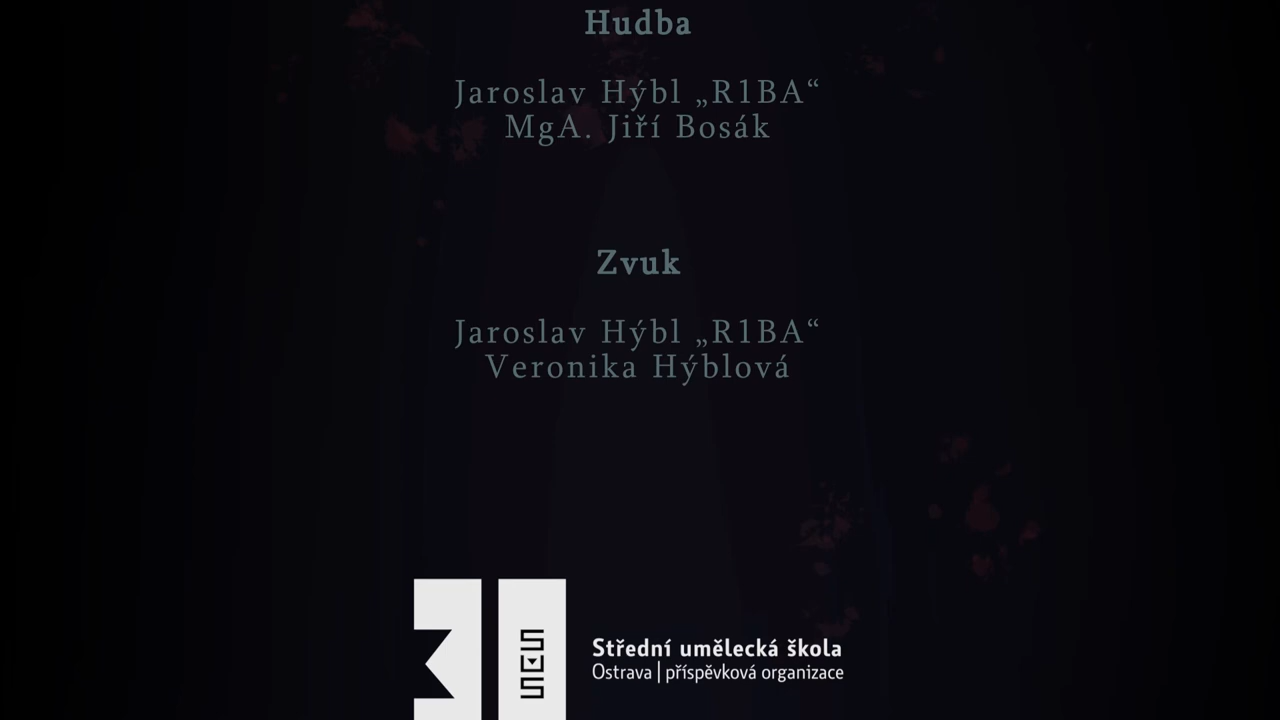 Hudba
Jaroslav Hýbl „R1BA“
MgA. Jiří Bosák
Zvuk
Jaroslav Hýbl „R1BA“
Veronika Hýblová
Střední umělecká škola
Ostrava | příspěvková organizace